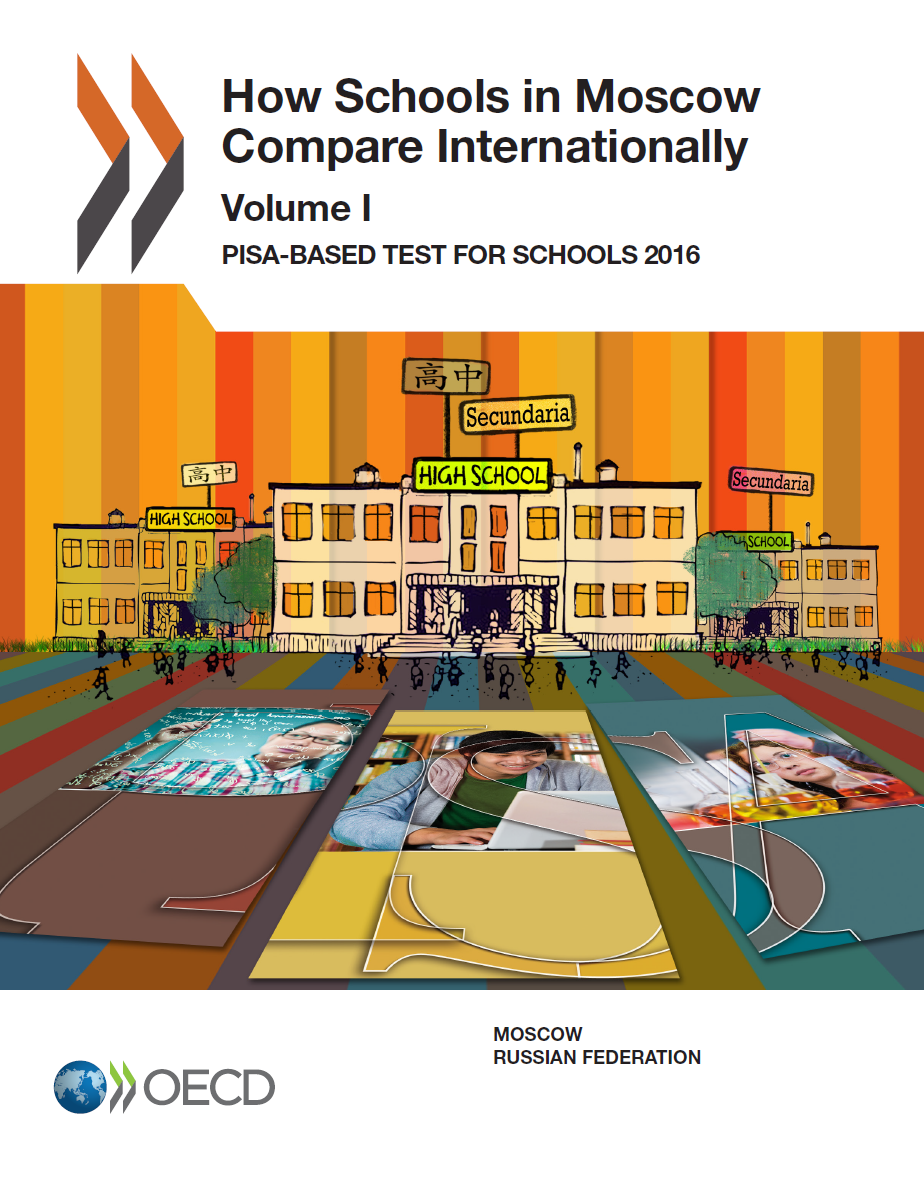 How Schools in Moscow
Compare Internationally
Volume I
PISA-BASED TEST FOR SCHOOLS 2016
高中
Secundaria
HIGH SCHOOL
高中
HIGH SCHOOL
Secundaria
SCHOOL
MOSCOW
RUSSIAN FEDERATION
OECD